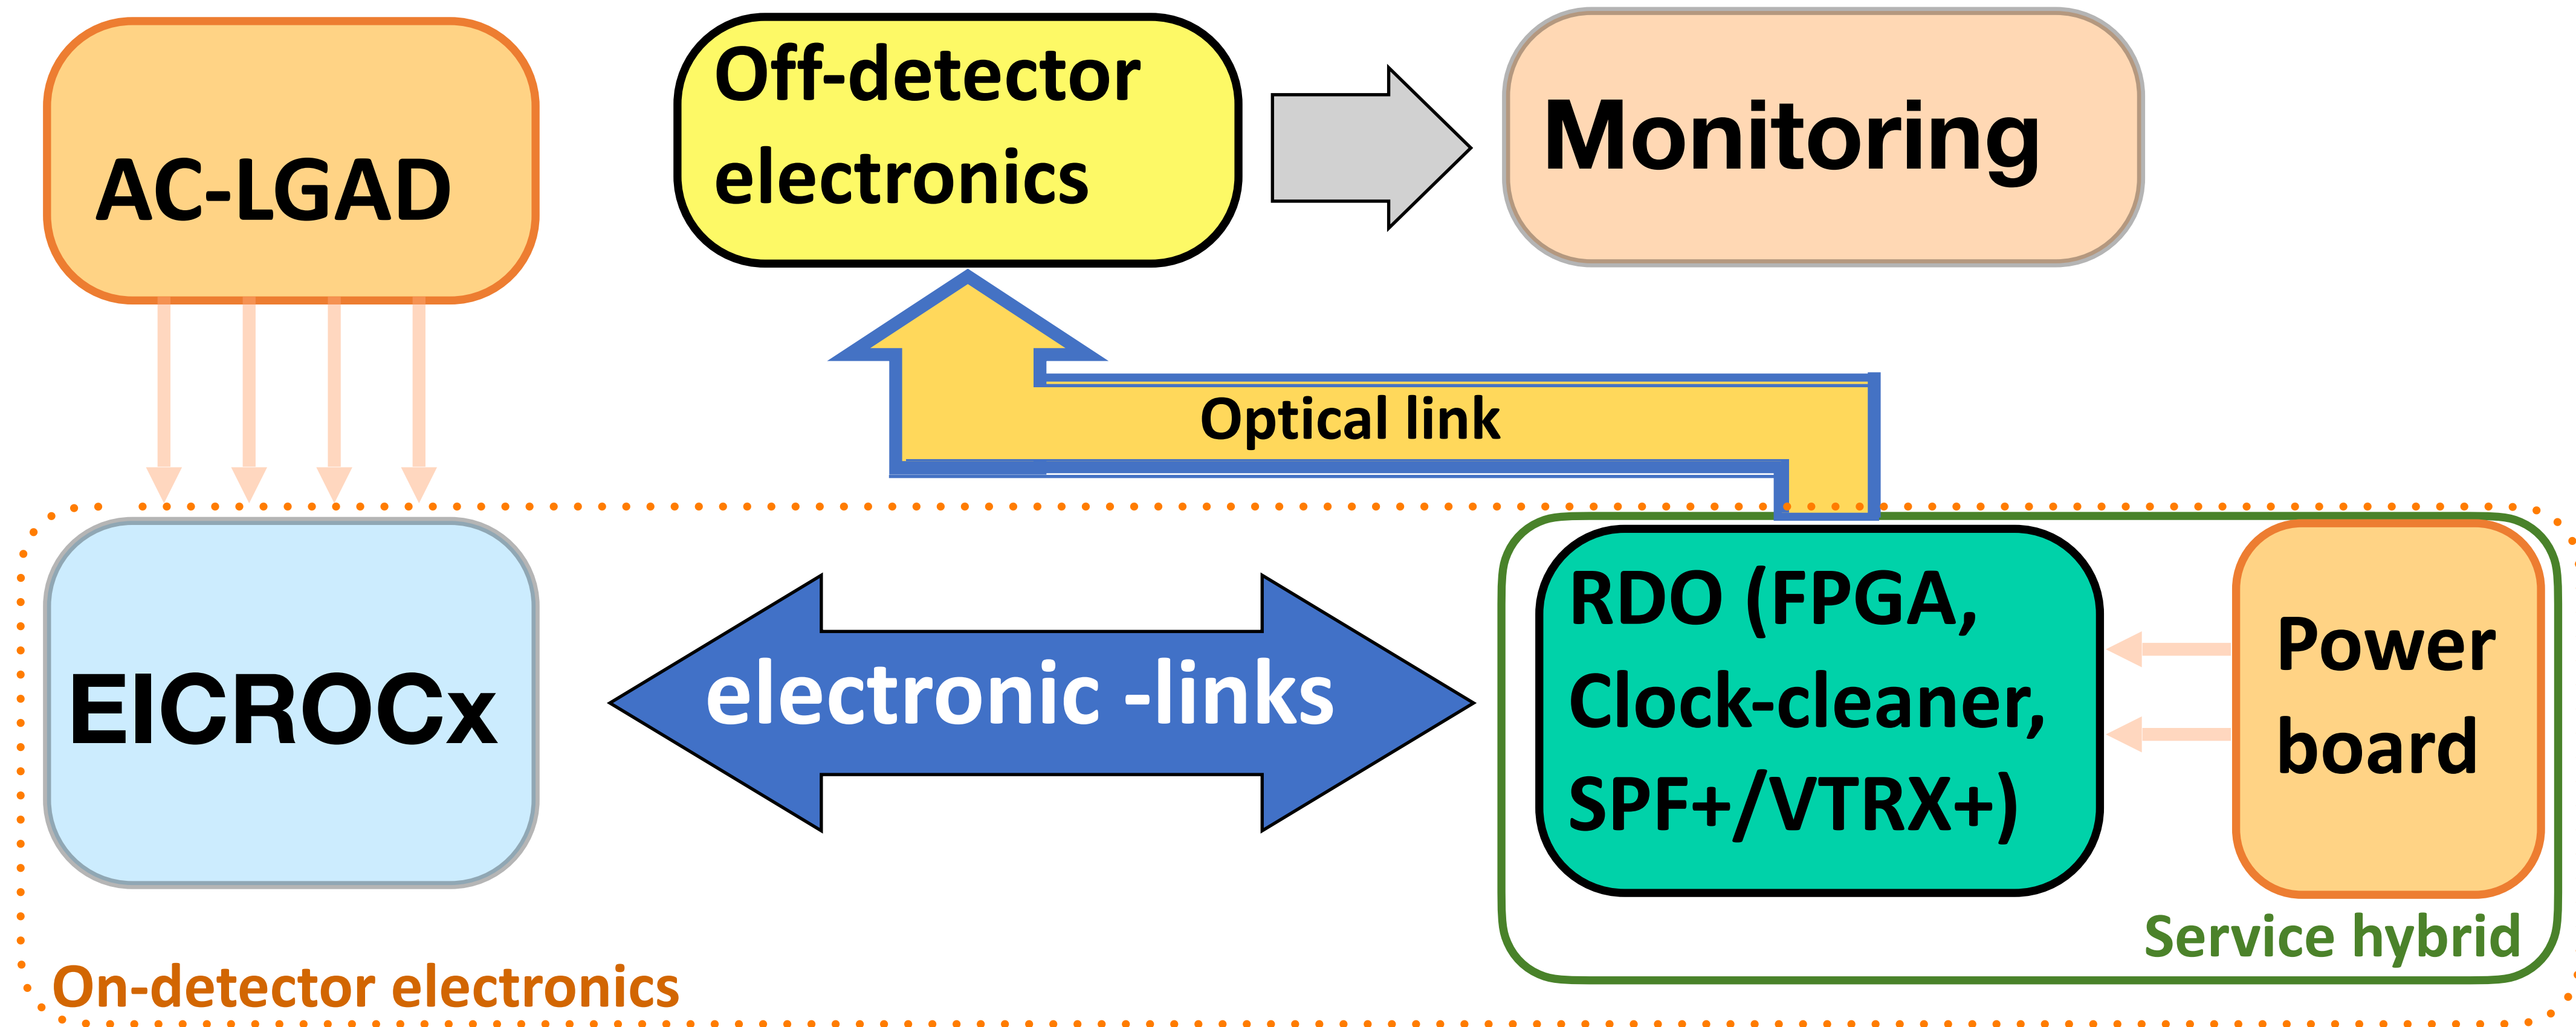 AC-LGAD
Off-detector
electronics
Monitoring
Optical link
EICROCx
electronic -links
RDO (FPGA,
Clock-cleaner,
SPF+/VTRX+)
Power
board
Service hybrid
On-detector electronics